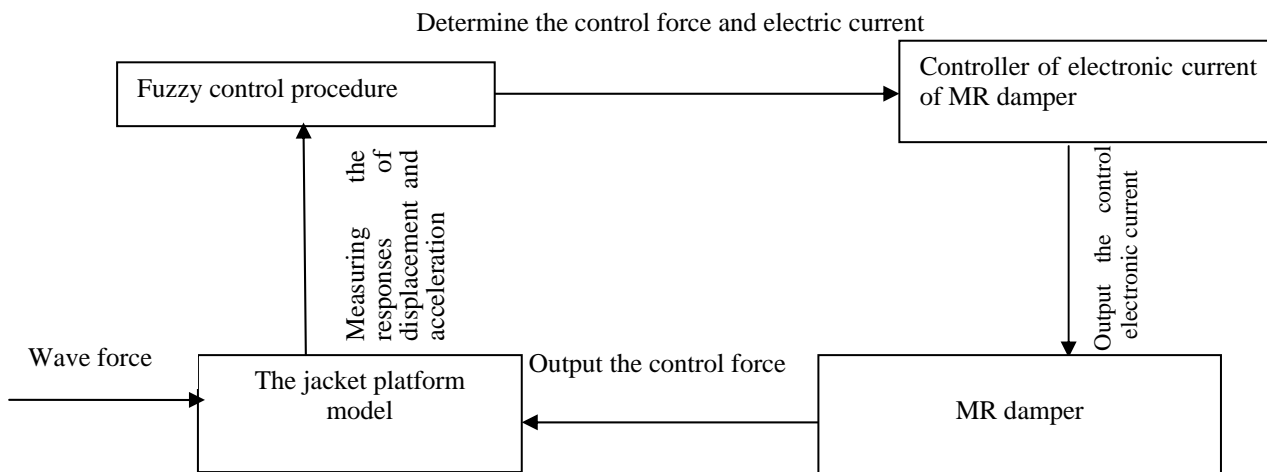 Determine the control force and electric current
Fuzzy control procedure
Controller of electronic current
of MR damper
Measuring the
responses of
displacement and
acceleration
Output the control
electronic current
Wave force
The jacket platform
model
Output the control force
MR damper